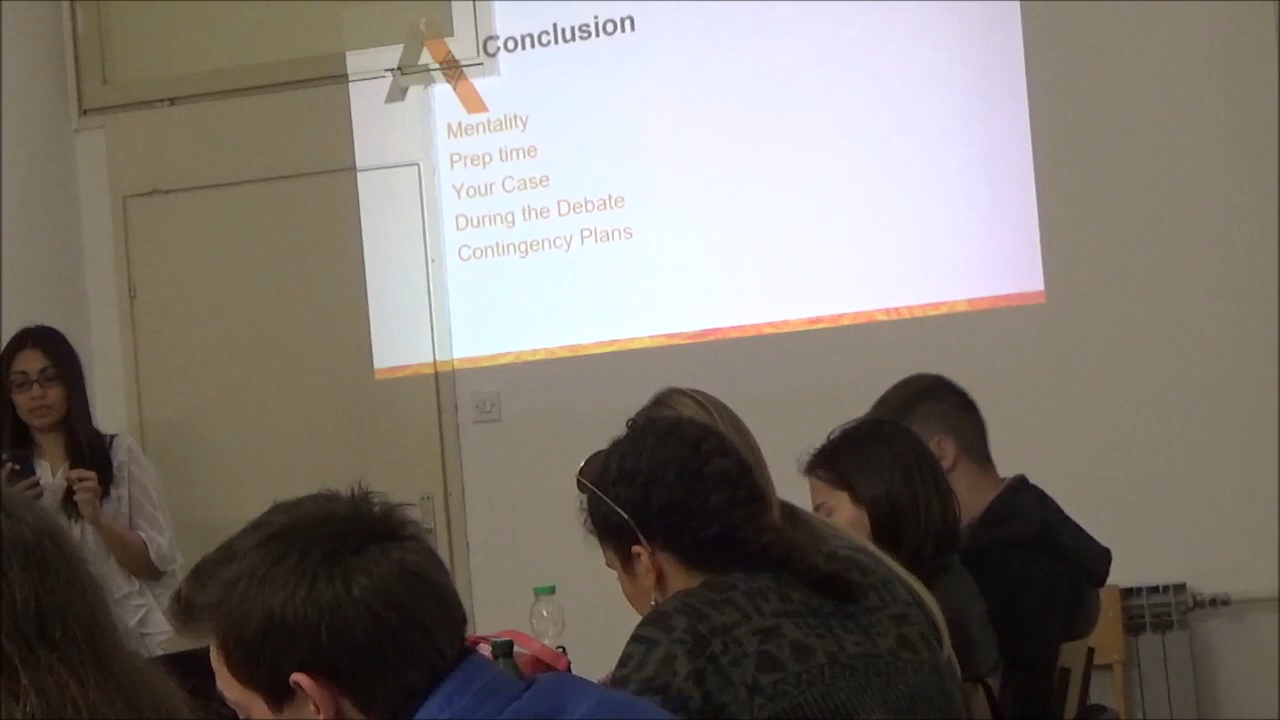 Conclusion
Mentality
Prep time
Your Case
During the Debate
Contingency Plans